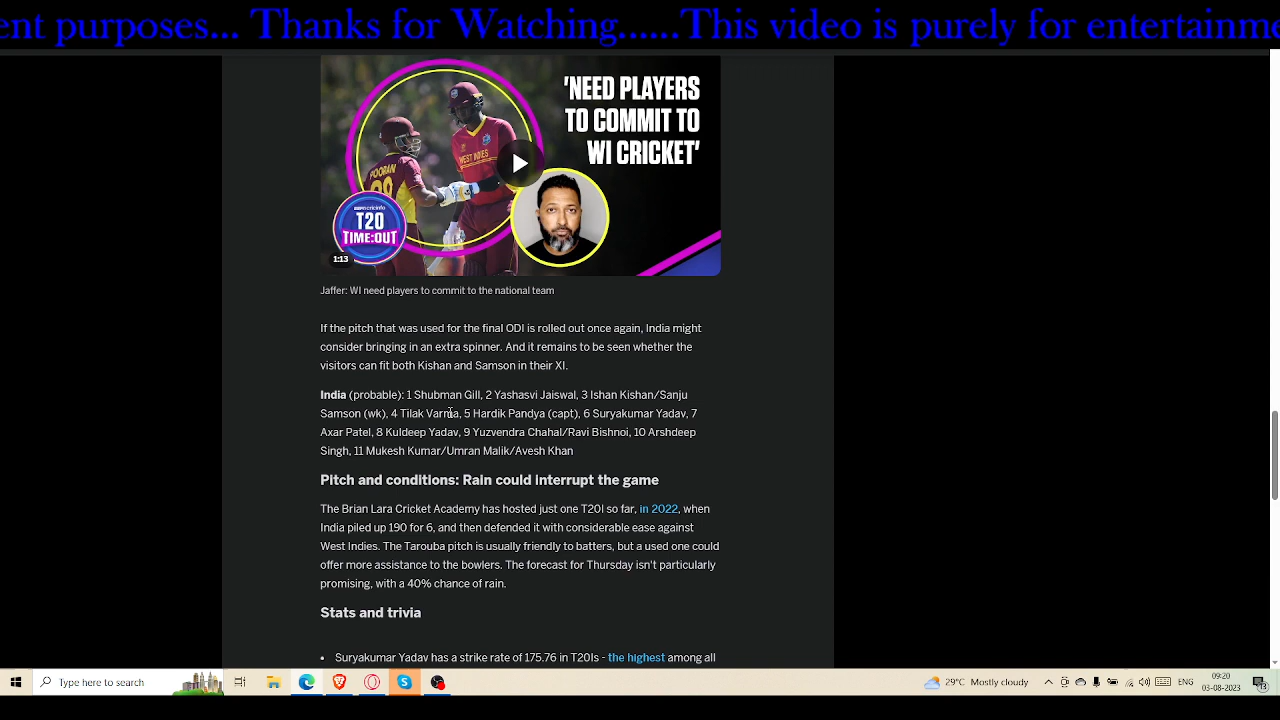 ent purposes... Thanks for Watching......This video is purely for entertainme
'NEED PLAYERS
TO COMMIT TO
WI CRICKET'
POORAN
WEST INDIES
ESPN cricinfo
T20
TIME:OUT
1:13
Jaffer: WI need players to commit to the national team
If the pitch that was used for the final ODI is rolled out once again, India might
consider bringing in an extra spinner. And it remains to be seen whether the
visitors can fit both Kishan and Samson in their XI.
India (probable): 1 Shubman Gill, 2 Yashasvi Jaiswal, 3 Ishan Kishan/Sanju
Samson (wk), 4 Tilak Varma, 5 Hardik Pandya (capt), 6 Suryakumar Yadav, 7
Axar Patel, 8 Kuldeep Yadav, 9 Yuzvendra Chahal/Ravi Bishnoi, 10 Arshdeep
Singh, 11 Mukesh Kumar/Umran Malik/Avesh Khan
Pitch and conditions: Rain could interrupt the game
The Brian Lara Cricket Academy has hosted just one T20I so far, in 2022, when
India piled up 190 for 6, and then defended it with considerable ease against
West Indies. The Tarouba pitch is usually friendly to batters, but a used one could
offer more assistance to the bowlers. The forecast for Thursday isn't particularly
promising, with a 40% chance of rain.
Stats and trivia
• Suryakumar Yadav has a strike rate of 175.76 in T20Is - the highest among all
Type here to search
29°C Mostly cloudy
ENG
09:20
03-08-2023